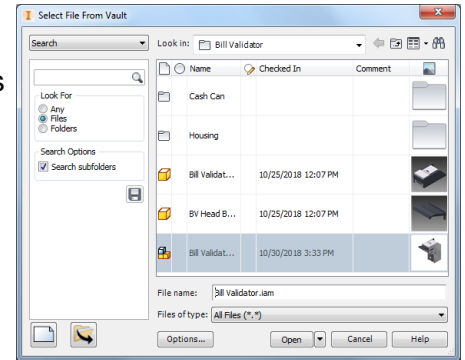 Select File From Vault
Search
Look in: Bill Validator
Name Checked In Comment
Look For
Any
Files
Folders
Search Options
Search subfolders
Cash Can
Housing
Bill Validat... 10/25/2018 12:07 PM
BV Head B... 10/25/2018 12:07 PM
Bill Validat... 10/30/2018 3:33 PM
File name: Bill Validator.iam
Files of type: All Files (*.*)
Options... Open Cancel Help
s